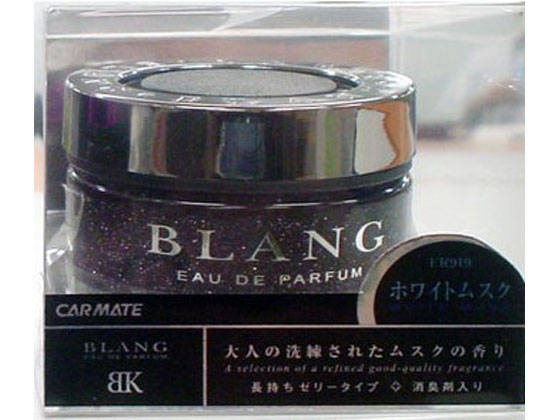 BLANG
EAU DE PARFUM
FR919
ホワイトムスク
CARMATE
BLANG
EAU DE PARFUM
BK
大人の洗練されたムスクの香り
A selection of a refined good-quality fragrance
長持ちゼリータイプ ◇ 消臭剤入り